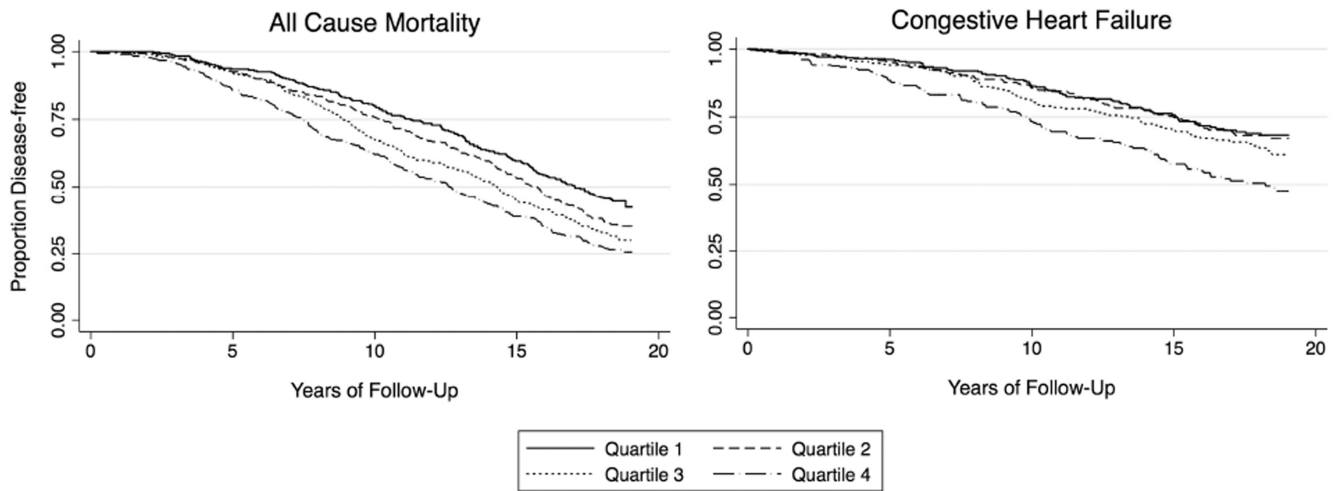 All Cause Mortality
Proportion Disease-free
1.00
0.75
0.50
0.25
0.00
0 5 10 15 20
Years of Follow-Up
Congestive Heart Failure
1.00
0.75
0.50
0.25
0.00
0 5 10 15 20
Years of Follow-Up
Quartile 1 Quartile 2
Quartile 3 Quartile 4